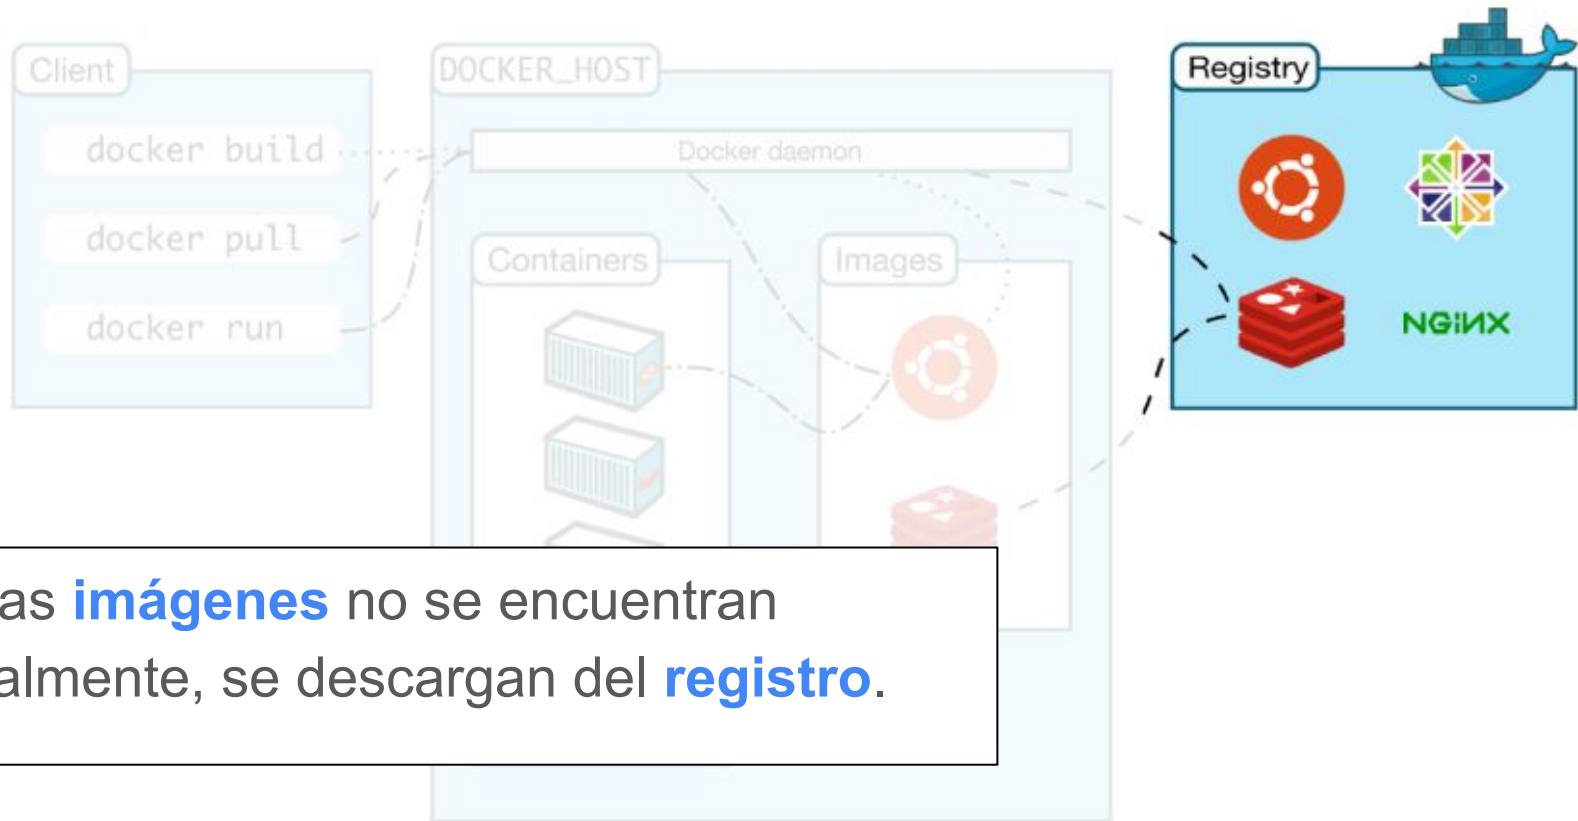 Client
docker build
docker pull
docker run
DOCKER_HOST
Docker daemon
Containers
Images
Registry
NGiNX
as imágenes no se encuentran
almente, se descargan del registro.